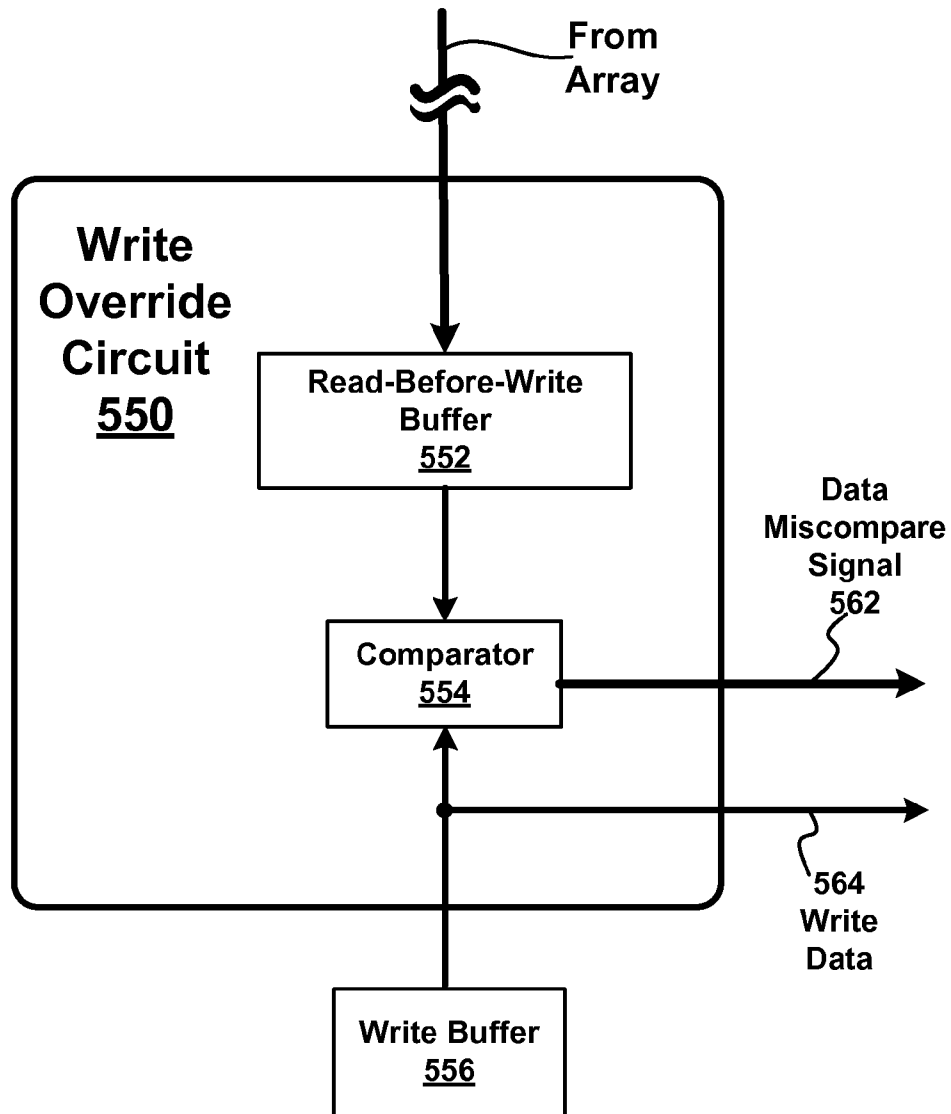 From
Array
Write
Override
Circuit
550
Read-Before-Write
Buffer
552
Data
Miscompare
Signal
562
Comparator
554
564
Write
Data
Write Buffer
556